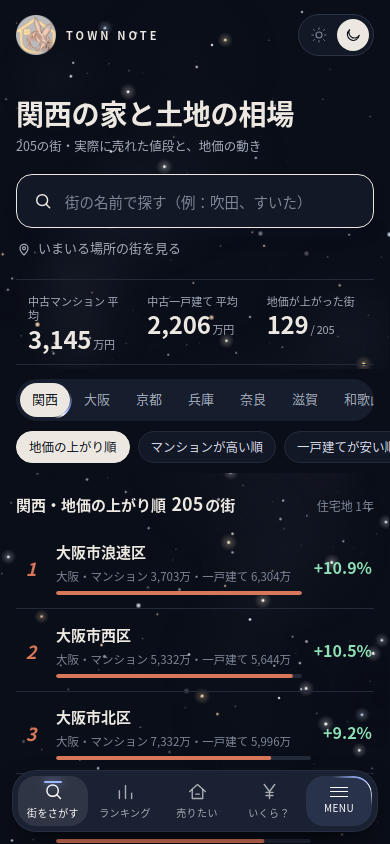 TOWN NOTE
関西の家と土地の相場
205の街・実際に売れた値段と、地価の動き
街の名前で探す（例：吹田、すいた）
いまいる場所の街を見る
中古マンション 平均
3,145万円
中古一戸建て 平均
2,206万円
地価が上がった街
129 / 205
関西 大阪 京都 兵庫 奈良 滋賀 和歌
地価の上がり順 マンションが高い順 一戸建てが安い順
関西・地価の上がり順 205の街 住宅地 1年
1 大阪市浪速区 +10.9%
大阪・マンション 3,703万・一戸建て 6,304万
2 大阪市西区 +10.5%
大阪・マンション 5,332万・一戸建て 5,644万
3 大阪市北区 +9.2%
大阪・マンション 7,332万・一戸建て 5,996万
街をさがす ランキング 売りたい いくら？ MENU